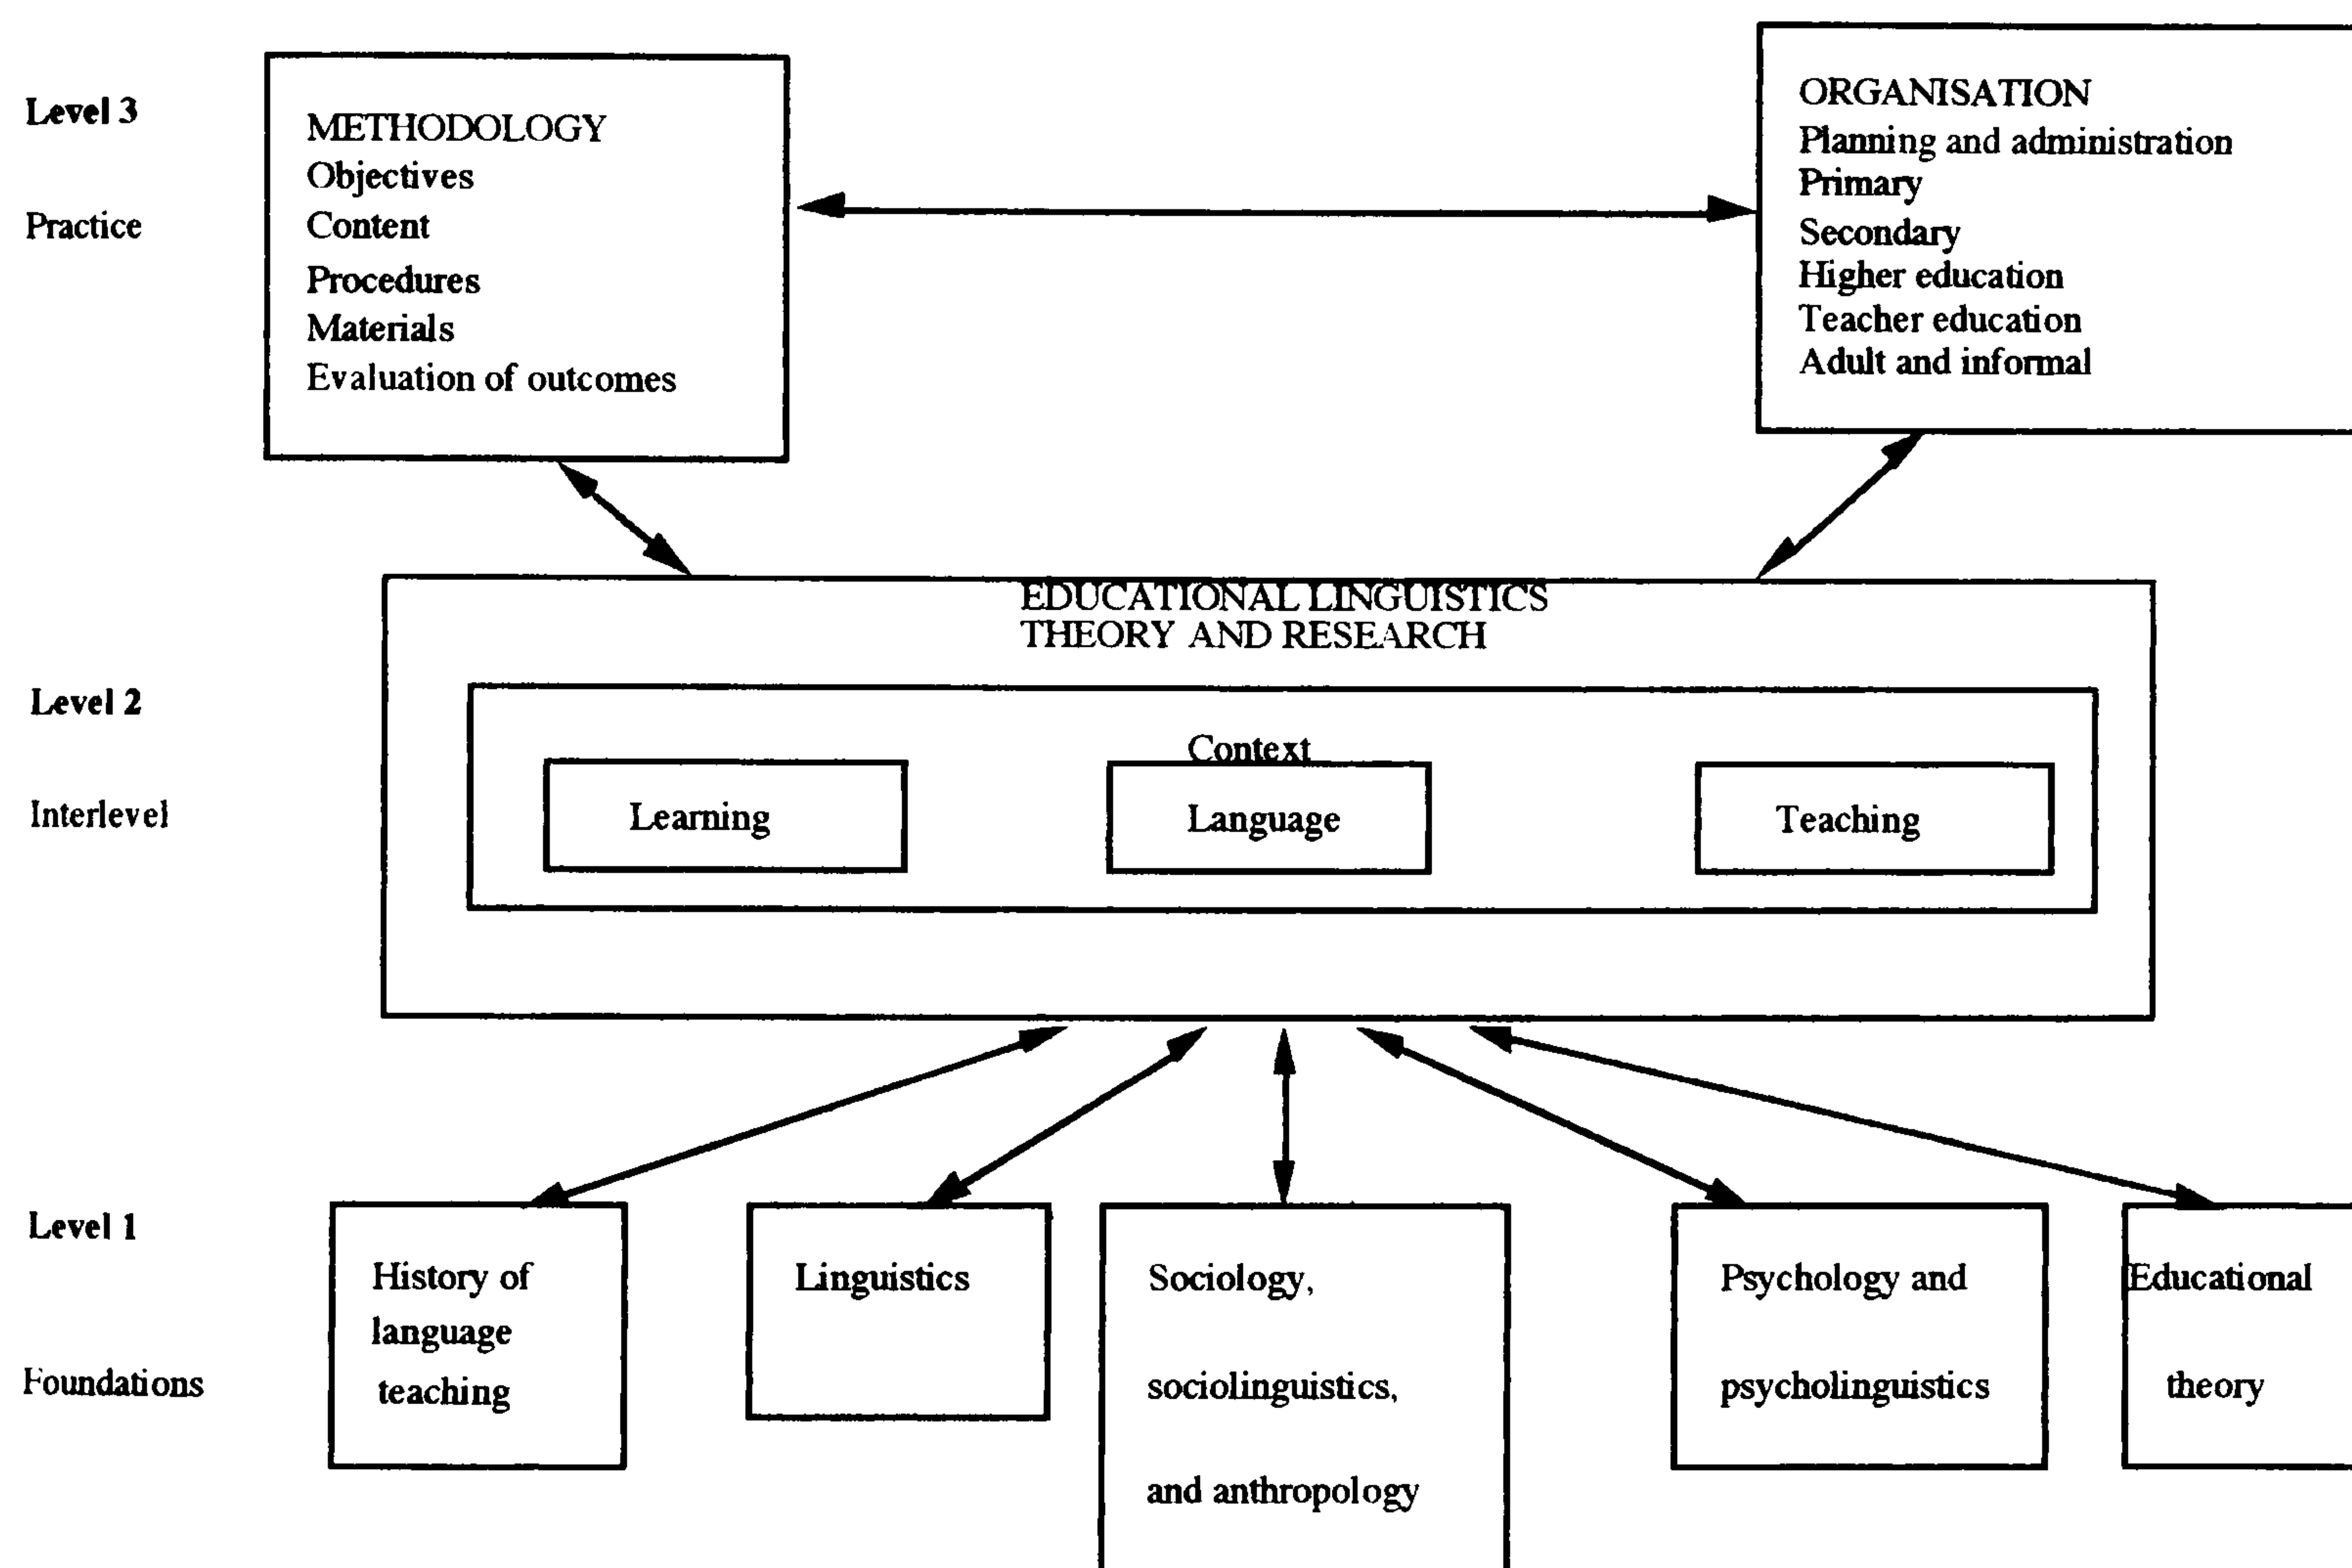 Level 3
Practice
METHODOLOGY
Objectives
Content
Procedures
Materials
Evaluation of outcomes
ORGANISATION
Planning and administration
Primary
Secondary
Higher education
Teacher education
Adult and informal
EDUCATIONAL LINGUISTICS
THEORY AND RESEARCH
Level 2
Interlevel
Context
Learning
Language
Teaching
Level 1
Foundations
History of
language
teaching
Linguistics
Sociology,
sociolinguistics,
and anthropology
Psychology and
psycholinguistics
Educational
theory